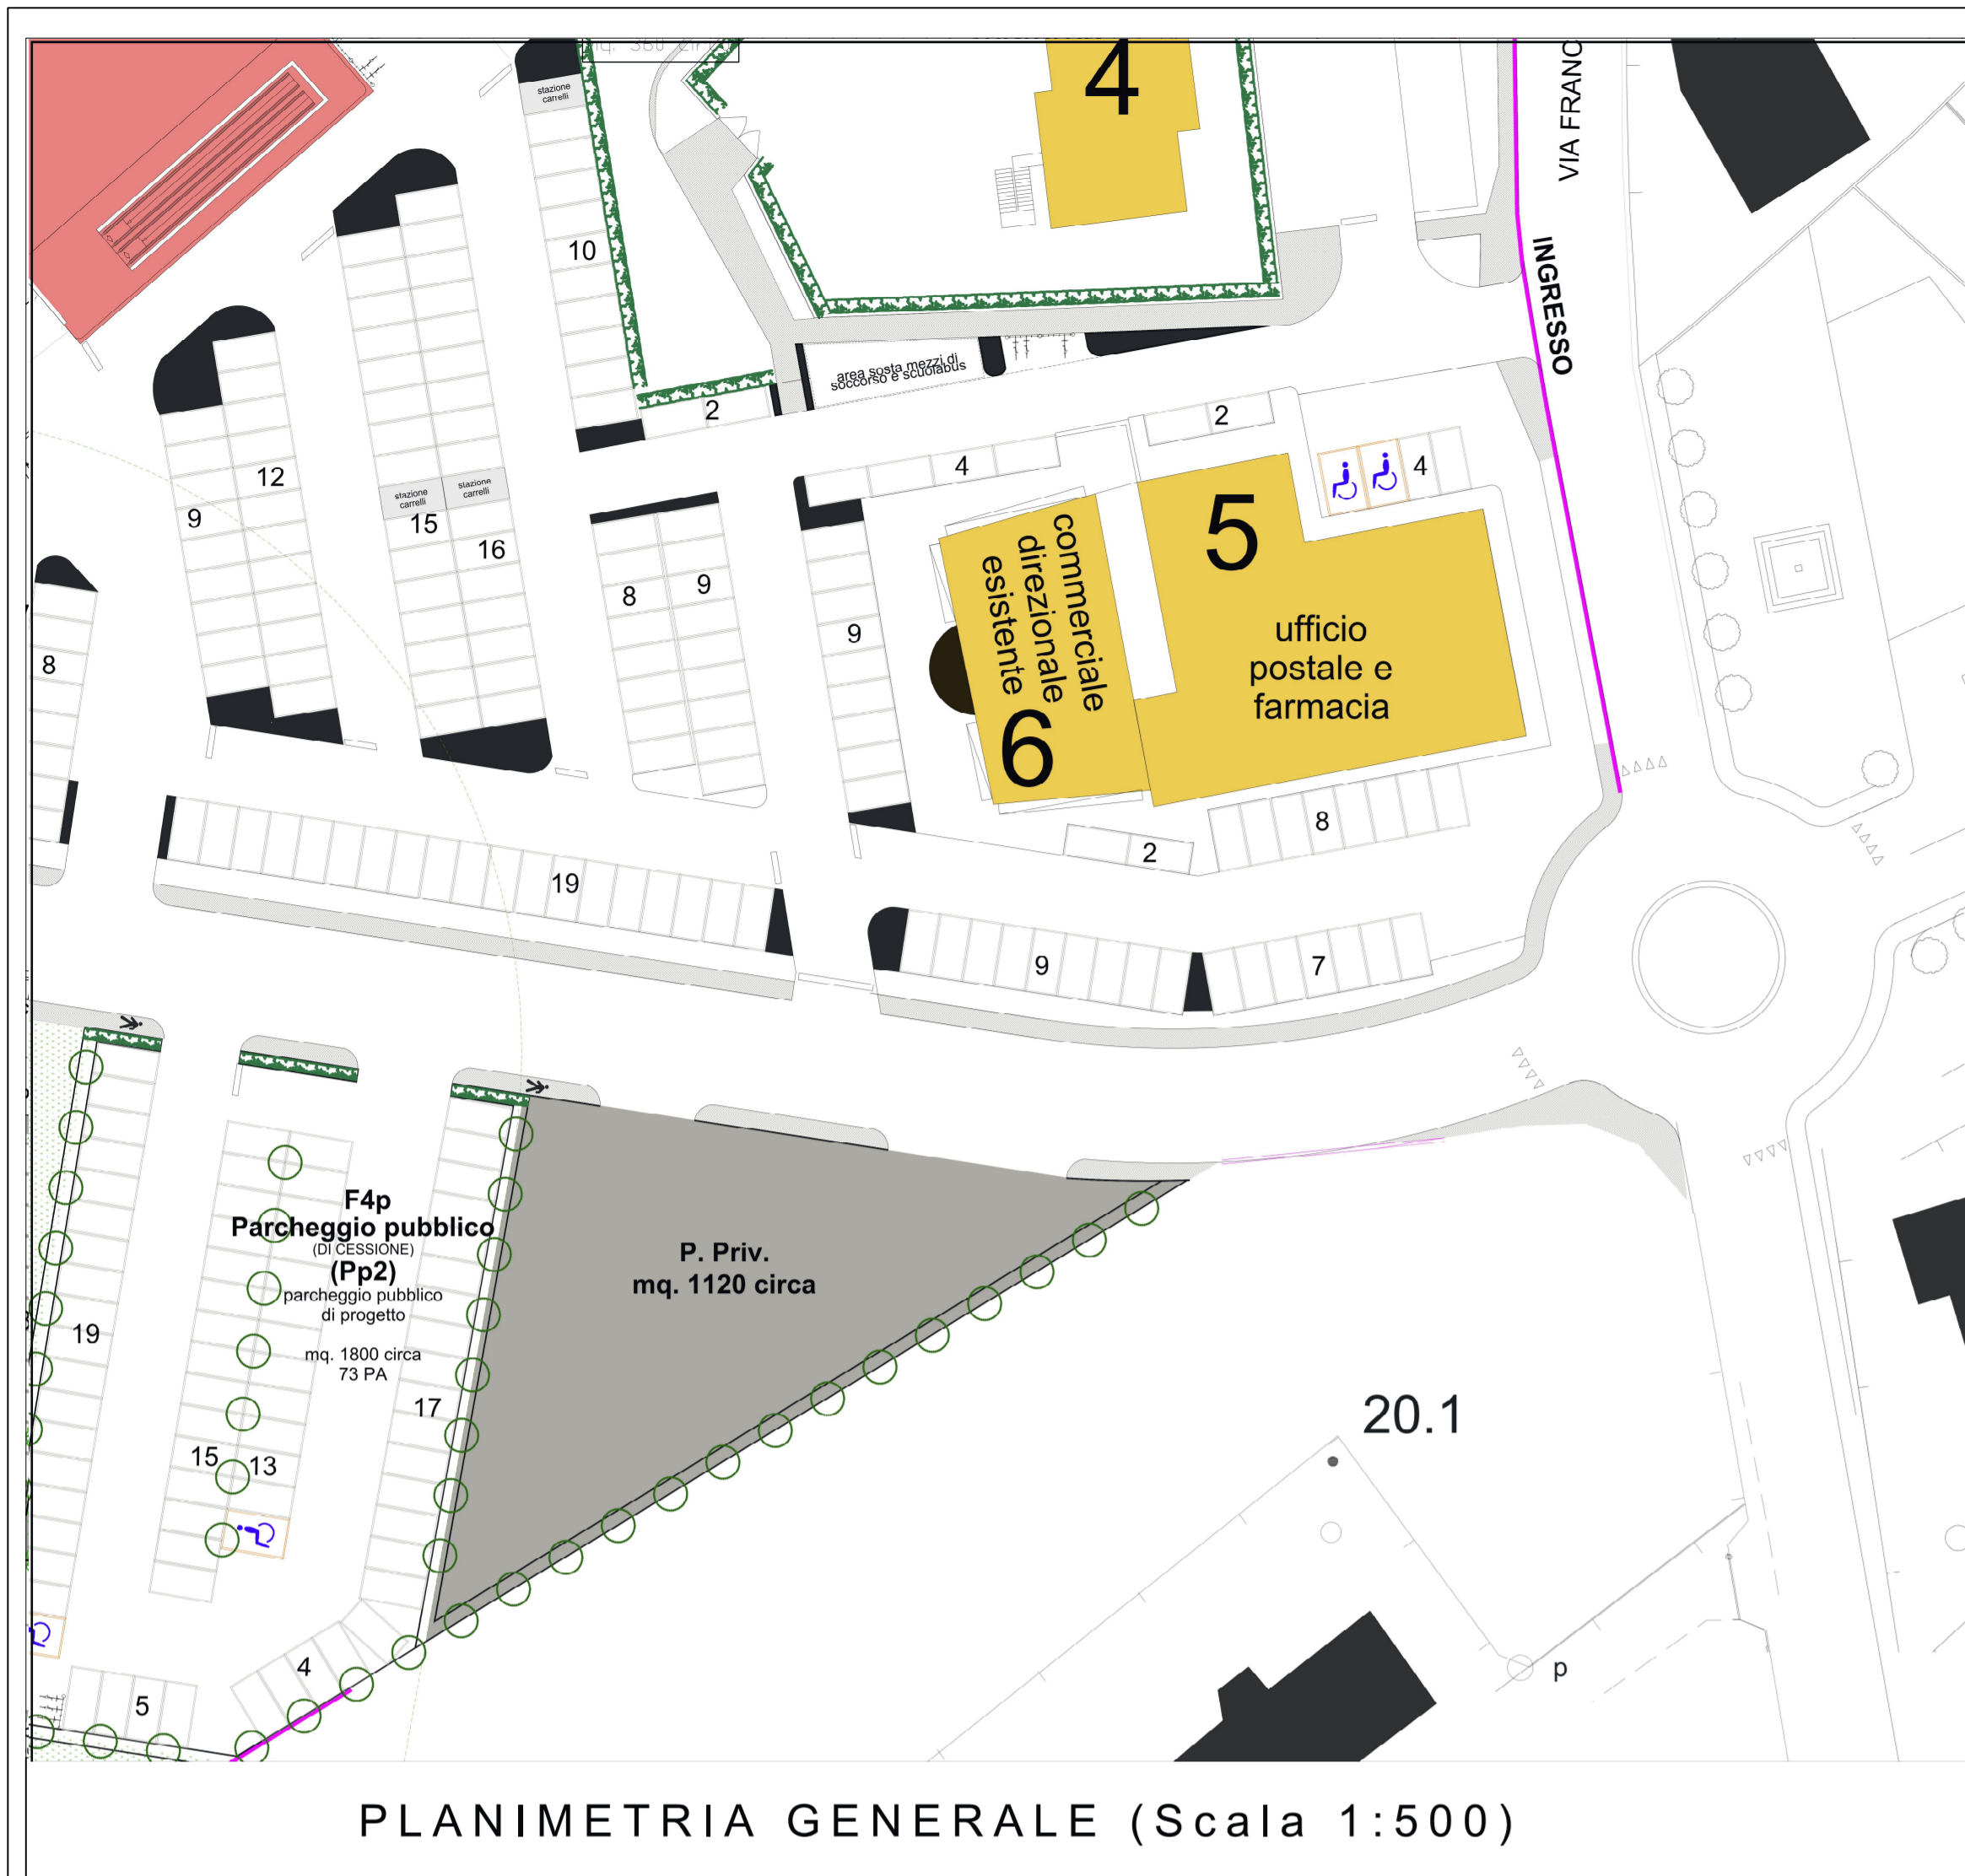 mq. 380 circa
4
VIA FRANC
stazione
carrelli
10
INGRESSO
area sosta mezzi di
soccorso e scuolabus
2
2
4
4
12
9
stazione
carrelli
stazione
carrelli
15
16
5
commerciale
direzionale
esistente
6
8
9
9
ufficio
postale e
farmacia
8
8
2
19
9
7
F4p
Parcheggio pubblico
(DI CESSIONE)
(Pp2)
parcheggio pubblico
di progetto
mq. 1800 circa
73 PA
P. Priv.
mq. 1120 circa
19
17
20.1
15
13
4
p
5
PLANIMETRIA GENERALE (Scala 1:500)